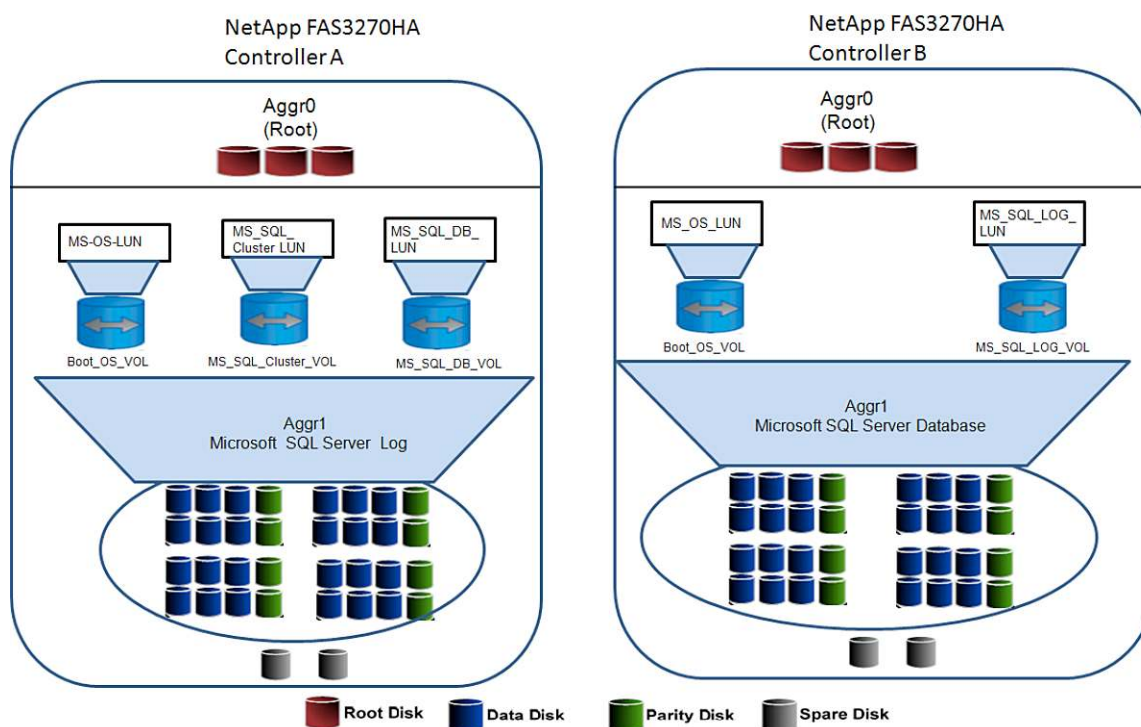 NetApp FAS3270HA
Controller A
Aggr0
(Root)
MS-OS-LUN
MS_SQL_
Cluster LUN
MS_SQL_DB_
LUN
Boot_OS_VOL
MS_SQL_Cluster_VOL
MS_SQL_DB_VOL
Aggr1
Microsoft SQL Server Log
NetApp FAS3270HA
Controller B
Aggr0
(Root)
MS_OS_LUN
MS_SQL_LOG_
LUN
Boot_OS_VOL
MS_SQL_LOG_VOL
Aggr1
Microsoft SQL Server Database
Root Disk
Data Disk
Parity Disk
Spare Disk